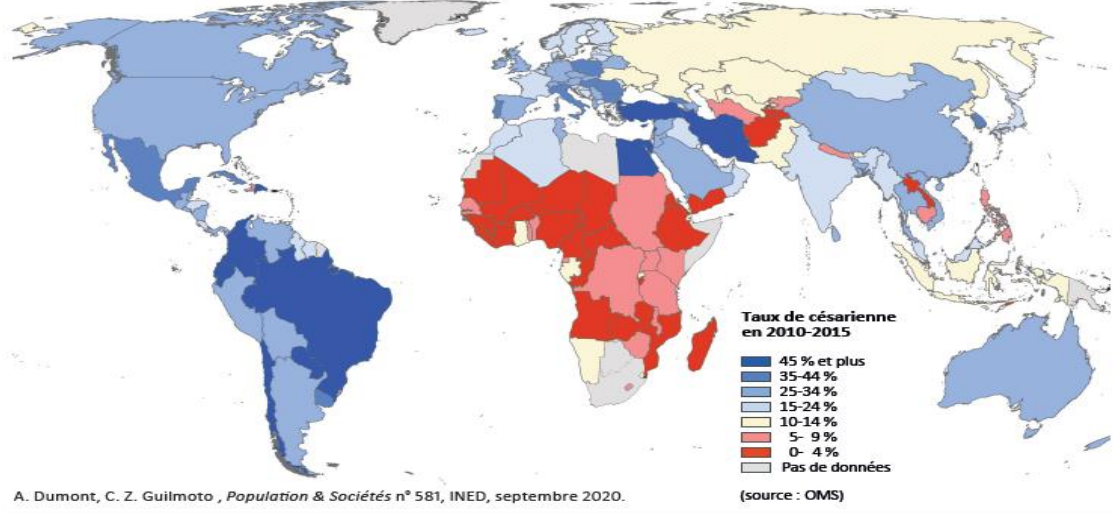 Taux de césarienne
en 2010-2015
45 % et plus
35-44 %
25-34 %
15-24 %
10-14 %
5- 9 %
0- 4 %
Pas de données
(source : OMS)
A. Dumont, C. Z. Guilmoto , Population & Sociétés n° 581, INED, septembre 2020.